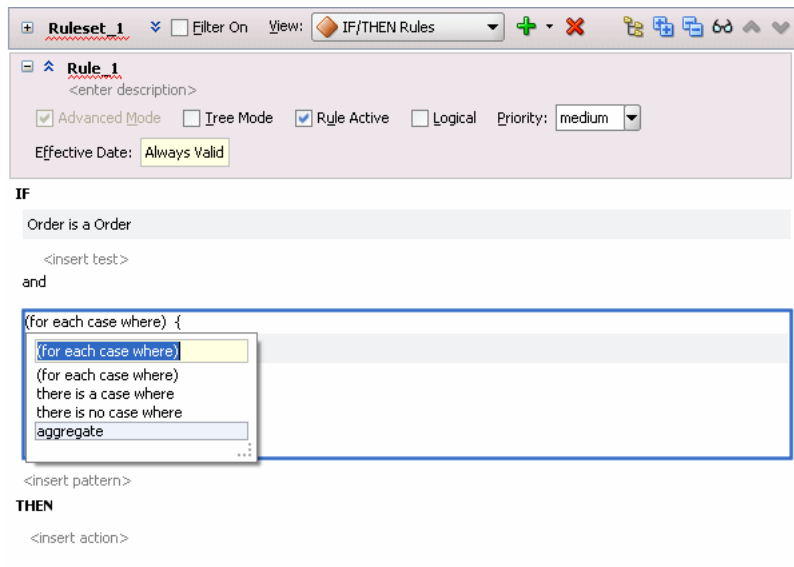 Ruleset_1 Filter On View: IF/THEN Rules
Rule_1
<enter description>
Advanced Mode Tree Mode Rule Active Logical Priority: medium
Effective Date: Always Valid
IF
Order is a Order
<insert test>
and
(for each case where) {
(for each case where)
(for each case where)
there is a case where
there is no case where
aggregate
<insert pattern>
THEN
<insert action>